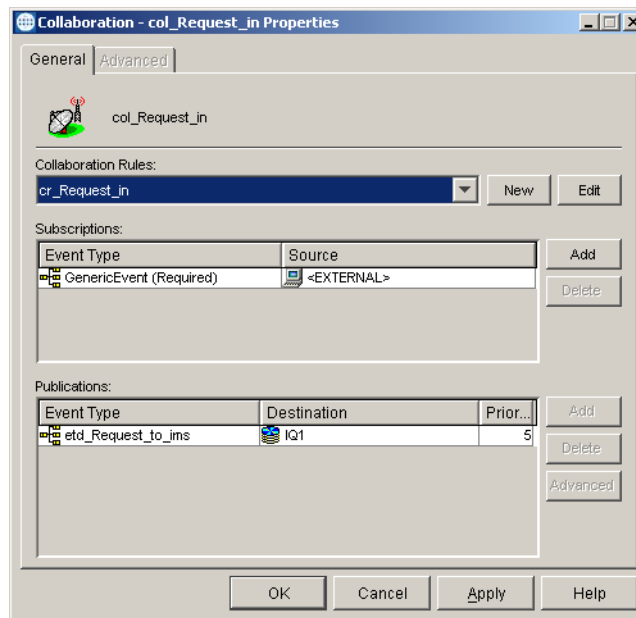 Collaboration - col_Request_in Properties
General Advanced
col_Request_in
Collaboration Rules:
cr_Request_in New Edit
Subscriptions:
Event Type Source Add
GenericEvent (Required) <EXTERNAL>
Delete
Publications:
Event Type Destination Prior... Add
etd_Request_to_ims IQ1 5
Delete
Advanced
OK Cancel Apply Help